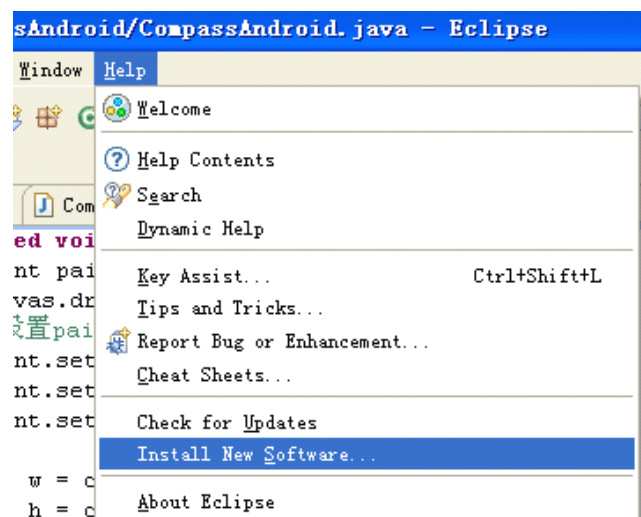 sAndroid/CompassAndroid.java - Eclipse
Window Help
Welcome
Help Contents
Search
Dynamic Help
Com
ed voi
nt pai
Key Assist... Ctrl+Shift+L
vas.dr
Tips and Tricks...
设置pai
Report Bug or Enhancement...
nt.set
Cheat Sheets...
nt.set
nt.set
Check for Updates
Install New Software...
w = c
h = c
About Eclipse